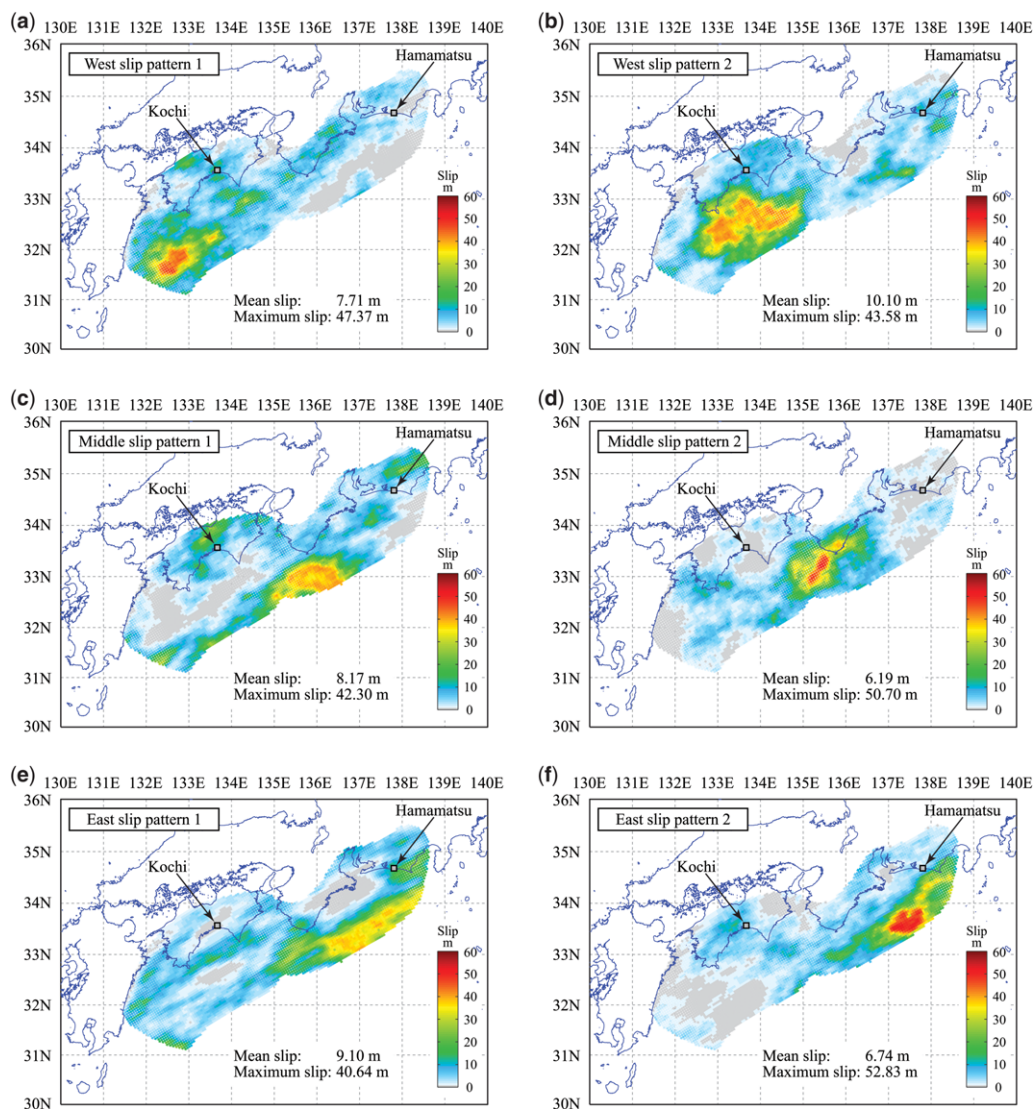 (a) 130E 131E 132E 133E 134E 135E 136E 137E 138E 139E 140E
36N
35N
34N
33N
32N
31N
30N
West slip pattern 1
Hamamatsu
Kochi
Slip
m
60
50
40
30
20
10
0
Mean slip: 7.71 m
Maximum slip: 47.37 m
(b) 130E 131E 132E 133E 134E 135E 136E 137E 138E 139E 140E
36N
35N
34N
33N
32N
31N
30N
West slip pattern 2
Hamamatsu
Kochi
Slip
m
60
50
40
30
20
10
0
Mean slip: 10.10 m
Maximum slip: 43.58 m
(c) 130E 131E 132E 133E 134E 135E 136E 137E 138E 139E 140E
36N
35N
34N
33N
32N
31N
30N
Middle slip pattern 1
Hamamatsu
Kochi
Slip
m
60
50
40
30
20
10
0
Mean slip: 8.17 m
Maximum slip: 42.30 m
(d) 130E 131E 132E 133E 134E 135E 136E 137E 138E 139E 140E
36N
35N
34N
33N
32N
31N
30N
Middle slip pattern 2
Hamamatsu
Kochi
Slip
m
60
50
40
30
20
10
0
Mean slip: 6.19 m
Maximum slip: 50.70 m
(e) 130E 131E 132E 133E 134E 135E 136E 137E 138E 139E 140E
36N
35N
34N
33N
32N
31N
30N
East slip pattern 1
Hamamatsu
Kochi
Slip
m
60
50
40
30
20
10
0
Mean slip: 9.10 m
Maximum slip: 40.64 m
(f) 130E 131E 132E 133E 134E 135E 136E 137E 138E 139E 140E
36N
35N
34N
33N
32N
31N
30N
East slip pattern 2
Hamamatsu
Kochi
Slip
m
60
50
40
30
20
10
0
Mean slip: 6.74 m
Maximum slip: 52.83 m